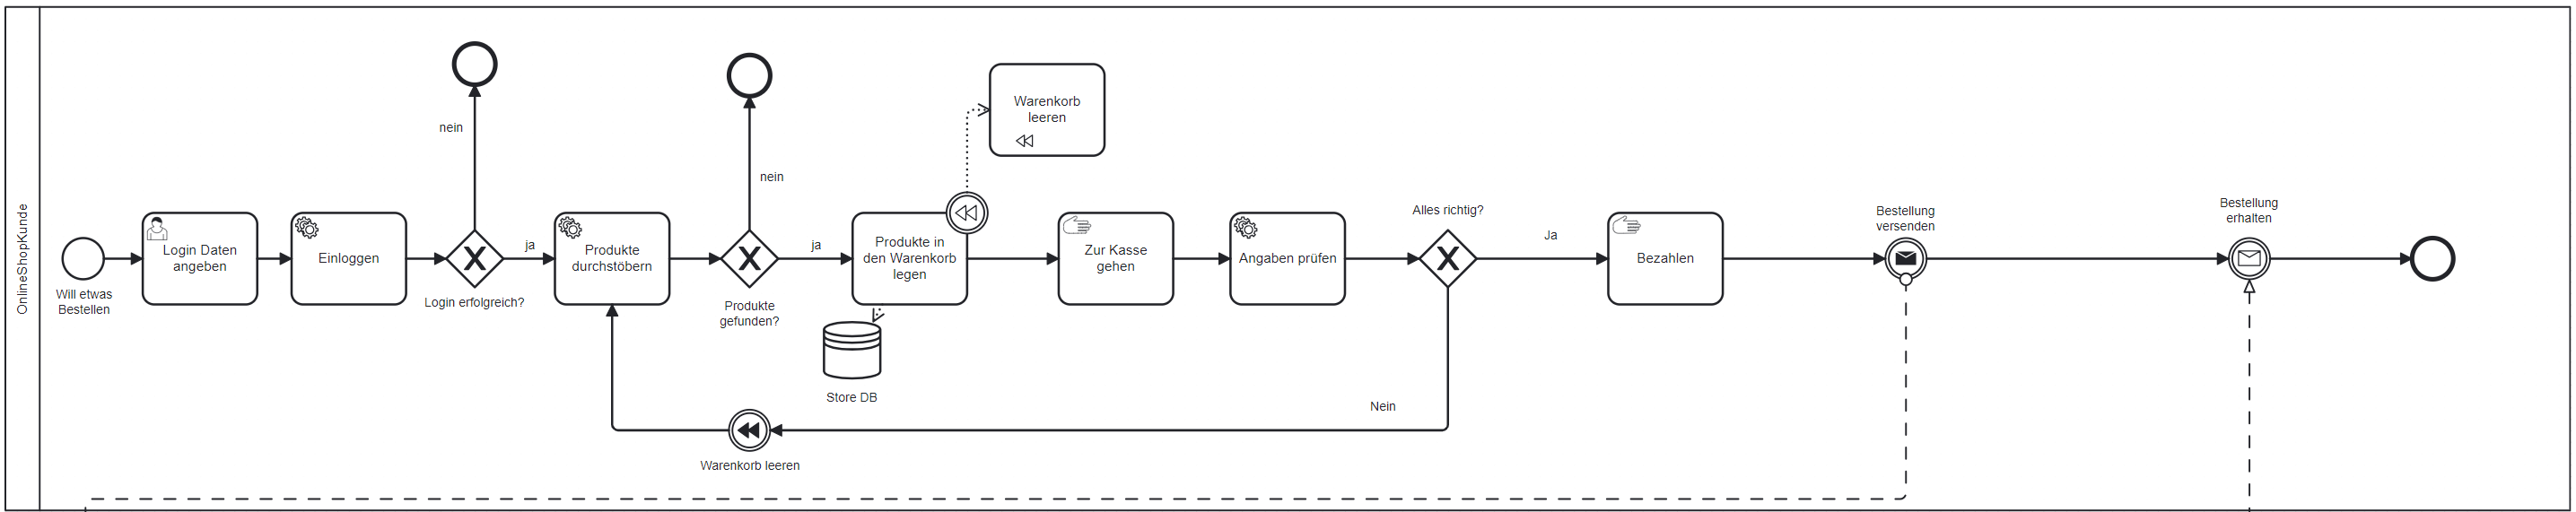 OnlineShopKunde
Will etwas
Bestellen
Login Daten
angeben
Einloggen
nein
Login erfolgreich?
ja
Produkte
durchstöbern
nein
Produkte
gefunden?
ja
Produkte in
den Warenkorb
legen
Warenkorb
leeren
Store DB
Warenkorb leeren
Zur Kasse
gehen
Angaben prüfen
Alles richtig?
Nein
Ja
Bezahlen
Bestellung
versenden
Bestellung
erhalten